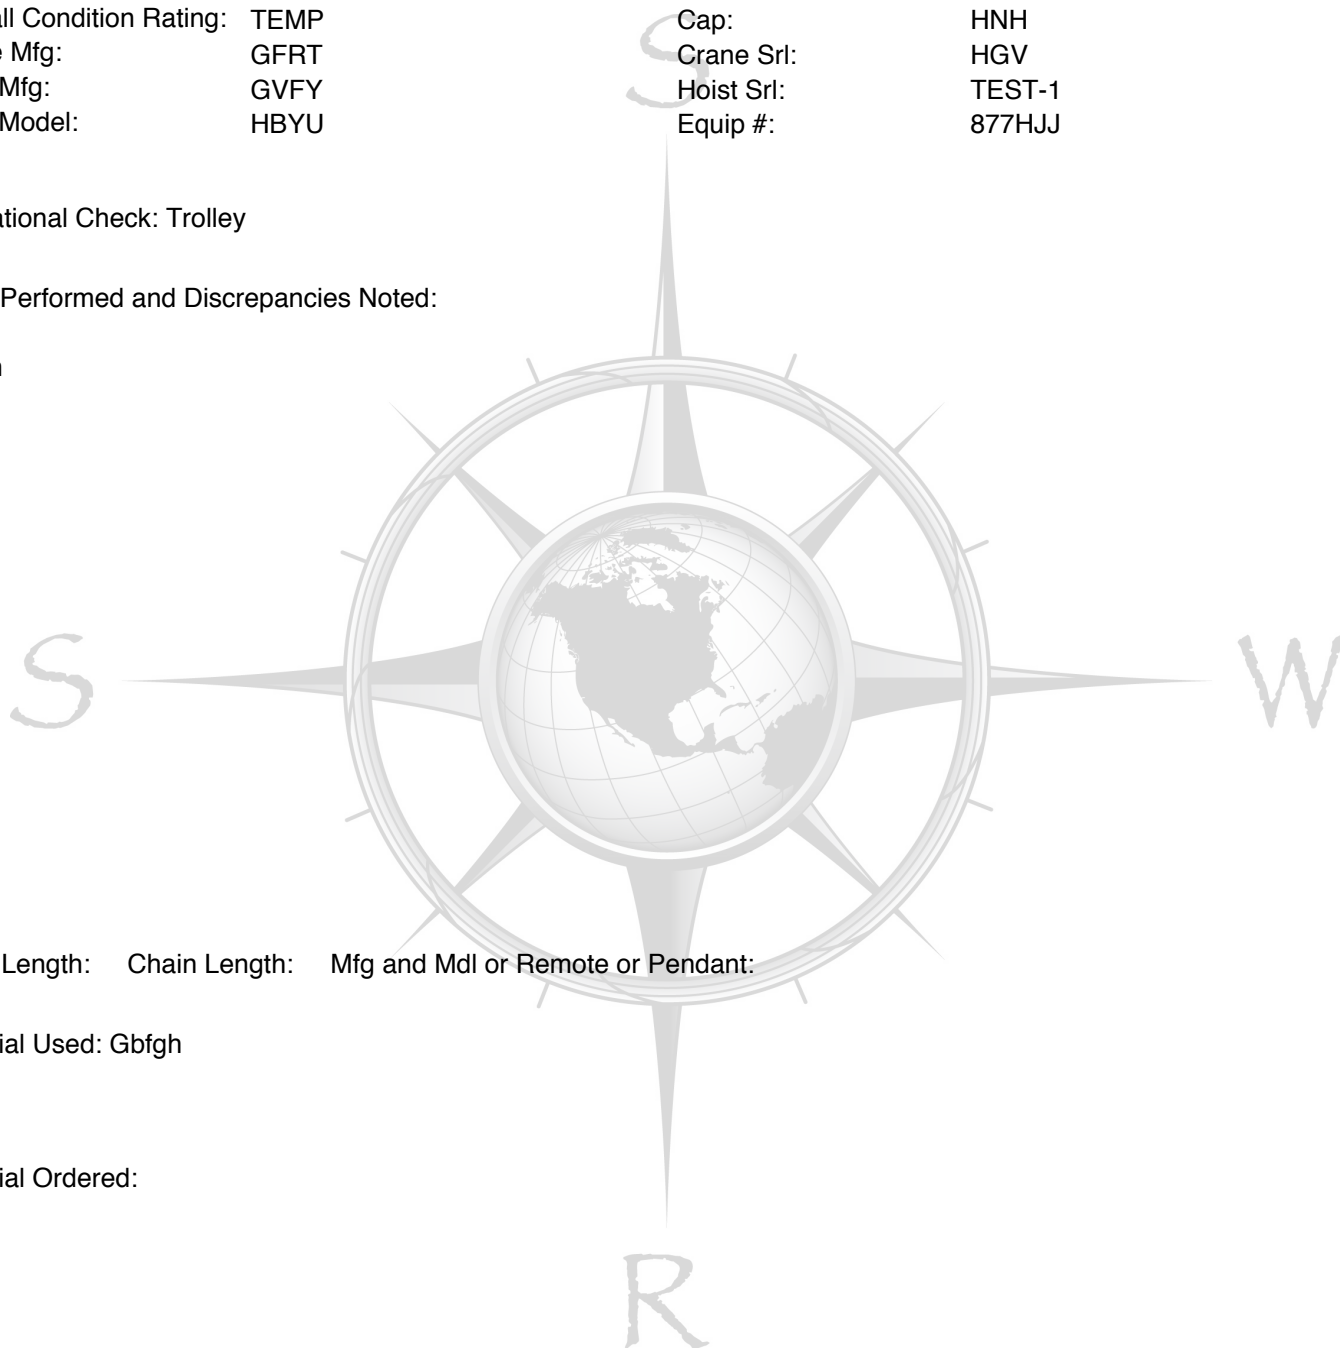 all Condition Rating: TEMP Cap: HNH
e Mfg: GFRT Crane Srl: HGV
Mfg: GVFY Hoist Srl: TEST-1
Model: HBYU Equip #: 877HJJ
ational Check: Trolley
Performed and Discrepancies Noted:
n
S
S
W
Length: Chain Length: Mfg and Mdl or Remote or Pendant:
ial Used: Gbfgh
ial Ordered:
R